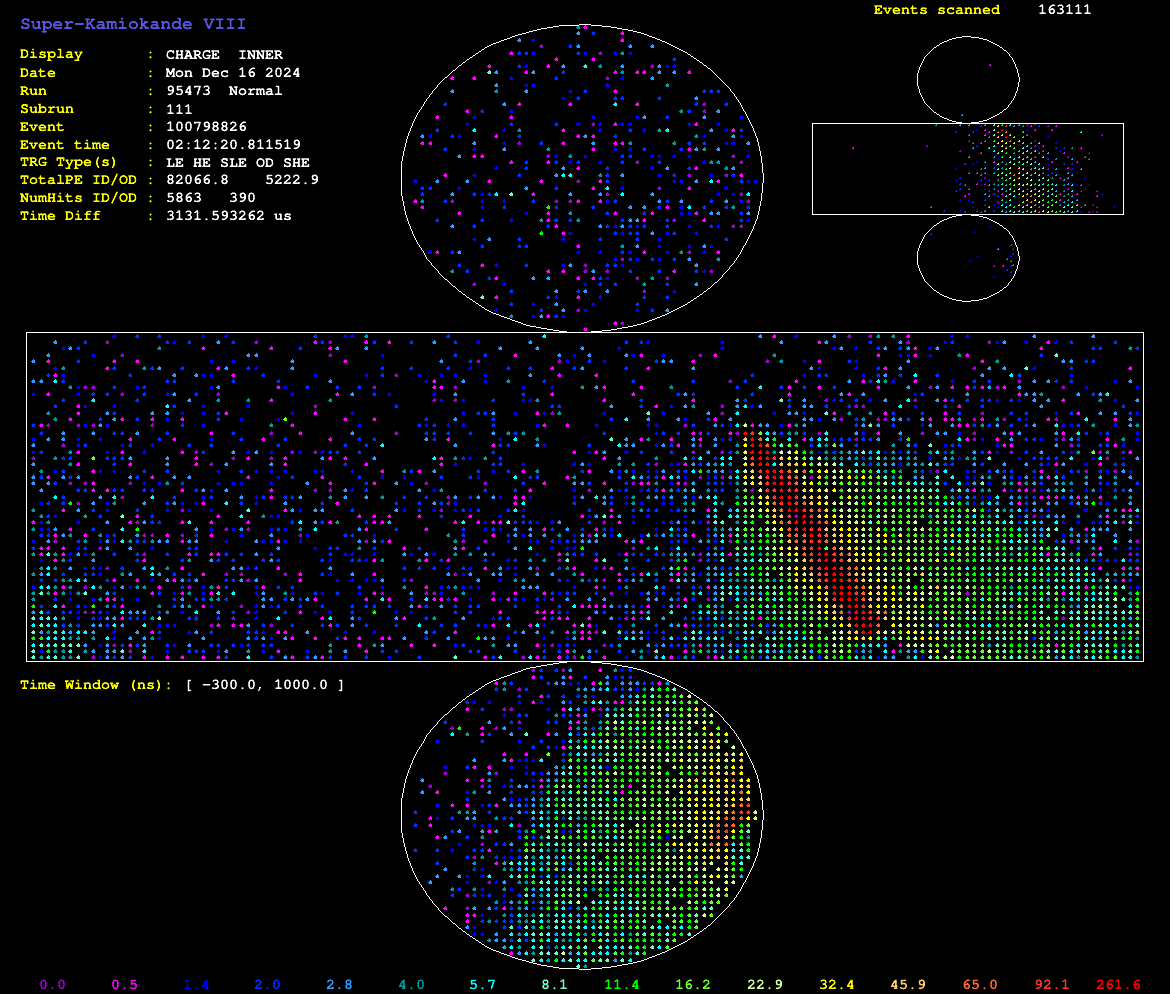 Super-Kamiokande VIII
Events scanned 163111
Display : CHARGE INNER
Date : Mon Dec 16 2024
Run : 95473 Normal
Subrun : 111
Event : 100798826
Event time : 02:12:20.811519
TRG Type(s) : LE HE SLE OD SHE
TotalPE ID/OD : 82066.8 5222.9
NumHits ID/OD : 5863 390
Time Diff : 3131.593262 us
Time Window (ns): [ -300.0, 1000.0 ]
0.0 0.5 1.4 2.0 2.8 4.0 5.7 8.1 11.4 16.2 22.9 32.4 45.9 65.0 92.1 261.6